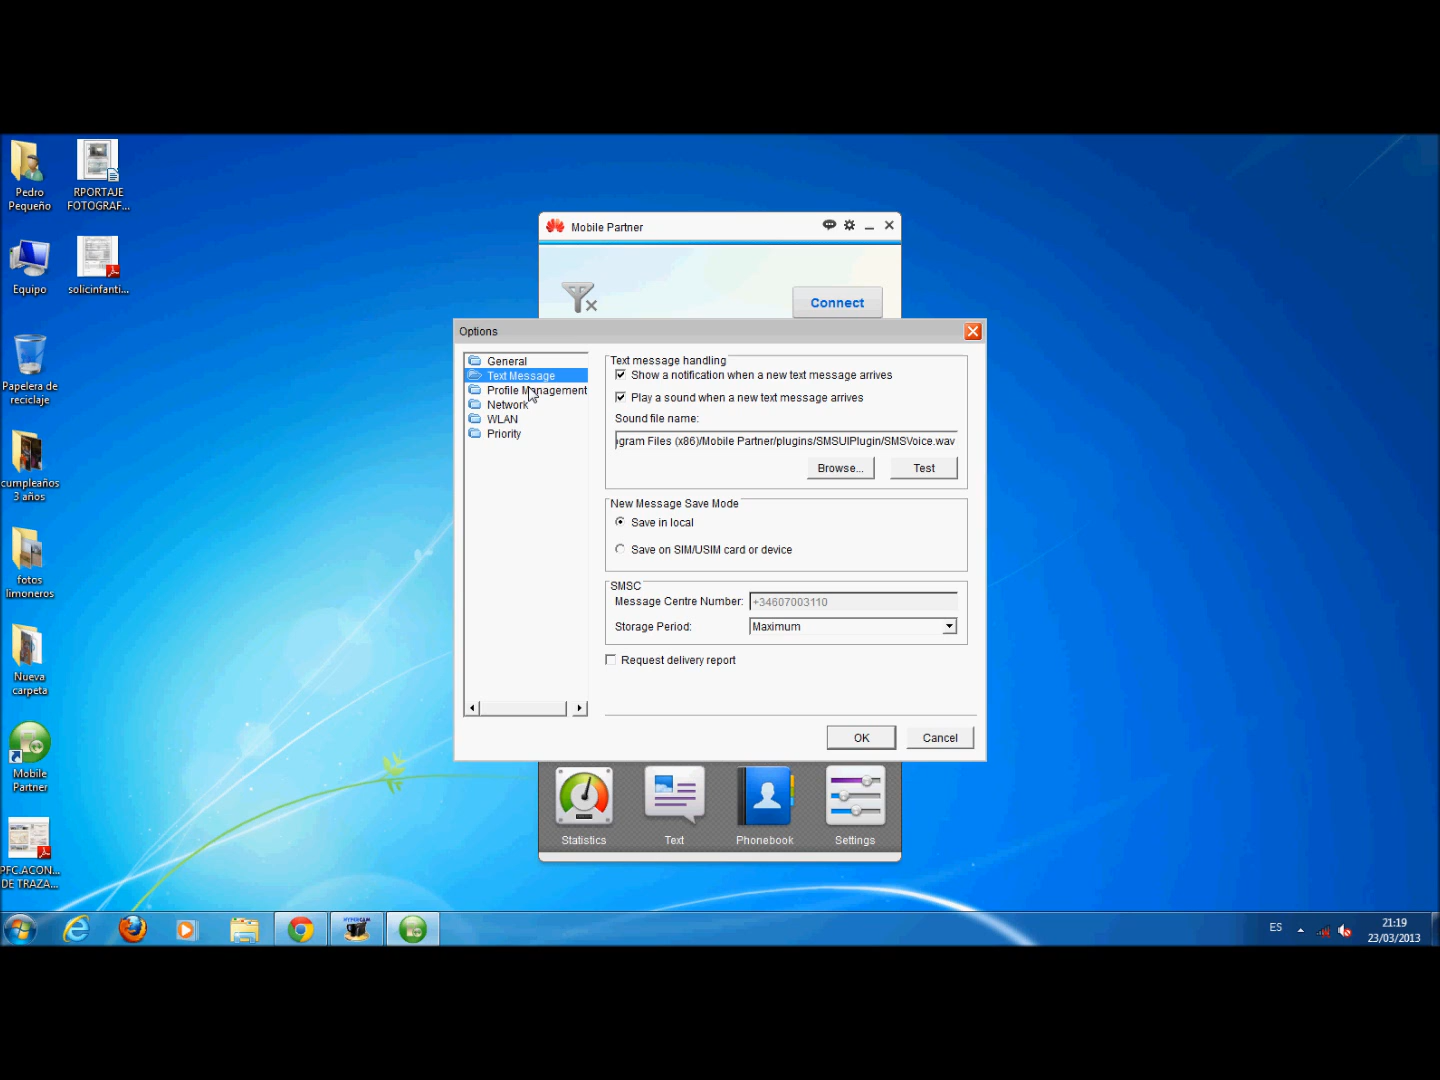 Pedro
Pequeño
RPORTAJE
FOTOGRAF...
Equipo
solicinfanti...
Papelera de
reciclaje
cumpleaños
3 años
fotos
limoneros
Nueva
carpeta
Mobile
Partner
PFC.ACON...
DE TRAZA...
Mobile Partner
Connect
Options
General
Text Message
Profile Management
Network
WLAN
Priority
Text message handling
Show a notification when a new text message arrives
Play a sound when a new text message arrives
Sound file name:
ogram Files (x86)/Mobile Partner/plugins/SMSUIPlugin/SMSVoice.wav
Browse...
Test
New Message Save Mode
Save in local
Save on SIM/USIM card or device
SMSC
Message Centre Number: +34607003110
Storage Period: Maximum
Request delivery report
OK
Cancel
Statistics
Text
Phonebook
Settings
HYPERCAM
ES
21:19
23/03/2013